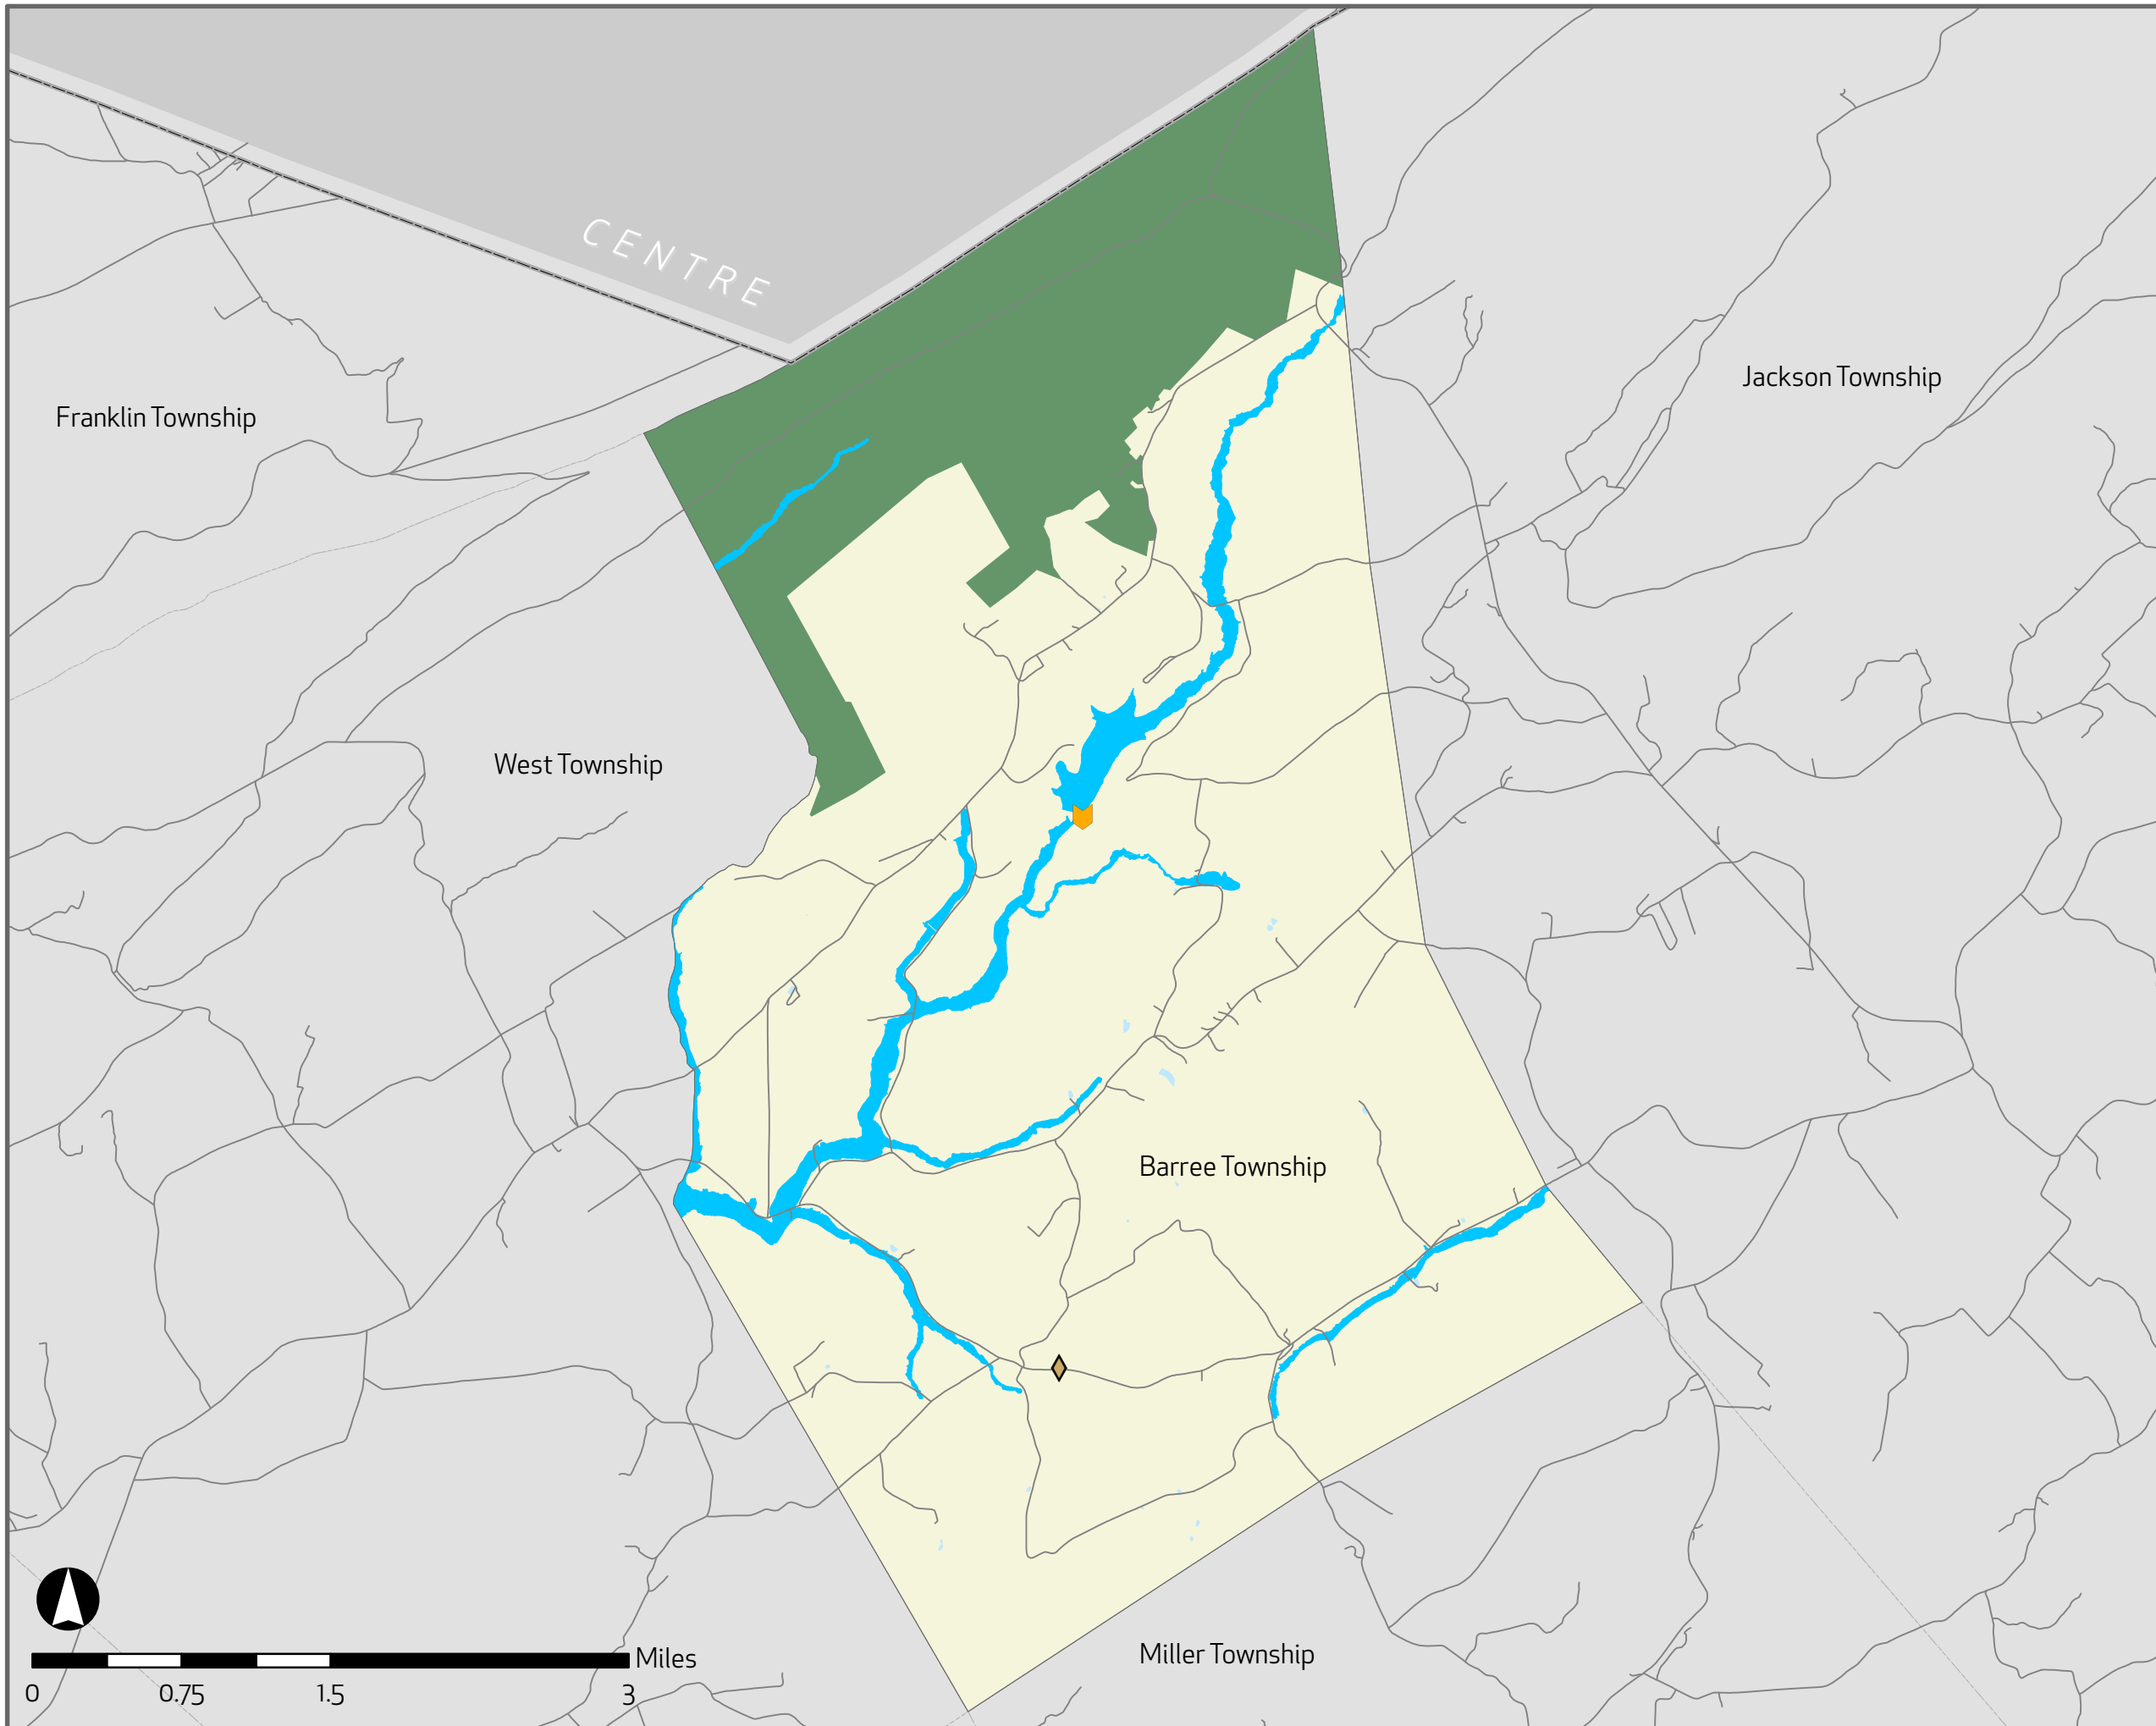 CENTRE
Jackson Township
Franklin Township
West Township
Barree Township
Miller Township
Miles
0 0.75 1.5 3